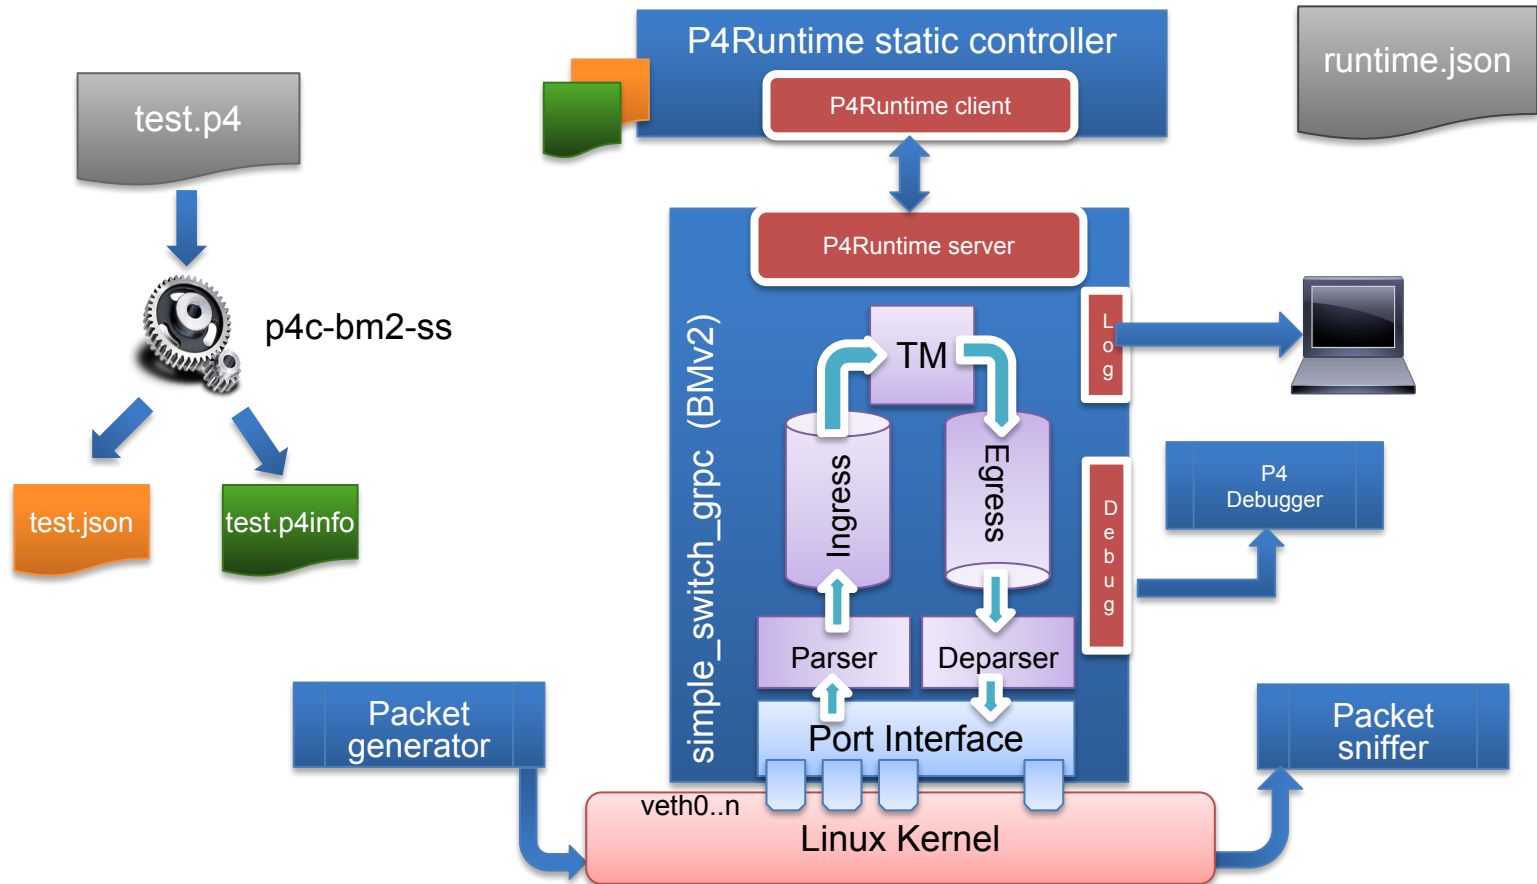 P4Runtime static controller
runtime.json
test.p4
P4Runtime client
P4Runtime server
p4c-bm2-ss
simple_switch_grpc (BMv2)
TM
Log
Ingress
Egress
P4
Debugger
test.json
test.p4info
Debug
Parser
Deparser
Packet
generator
Port Interface
Packet
sniffer
veth0..n
Linux Kernel